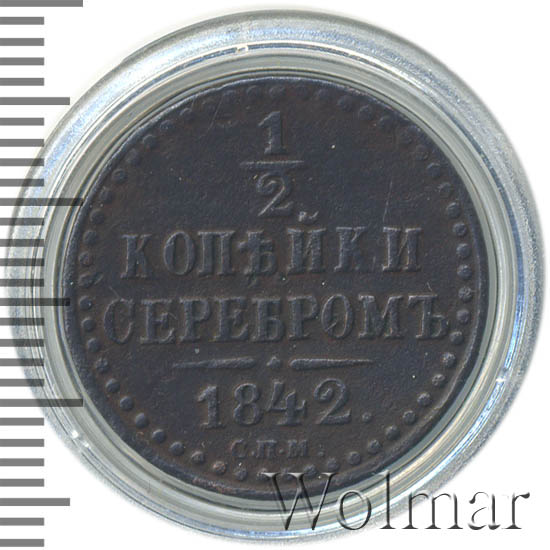 1
2
КОПѢЙКИ
СЕРЕБРОМЪ
1842.
С.П.М.
Wolmar